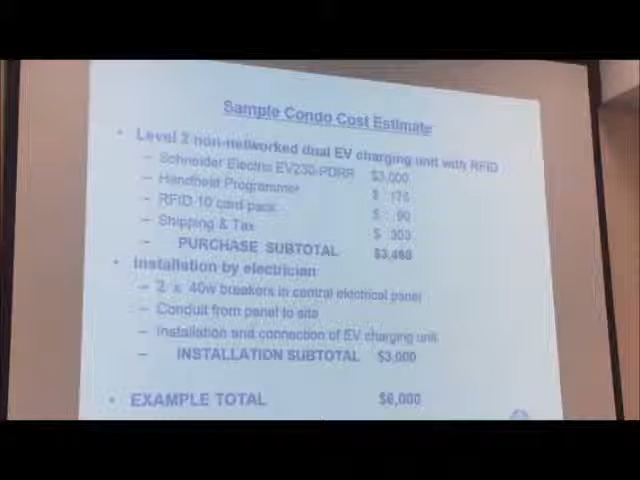 Sample Condo Cost Estimate
• Level 2 non-networked dual EV charging unit with RFID
– Schneider Electric EV230-PDRR $3,000
– Handheld Programmer $ 175
– RFID 10 card pack $ 90
– Shipping & Tax $ 303
– PURCHASE SUBTOTAL
• Installation by electrician
– 2 x 40w breakers in central electrical panel
– Conduit from panel to site
– Installation and connection of EV charging unit
– INSTALLATION SUBTOTAL $3,000
• EXAMPLE TOTAL $6,000